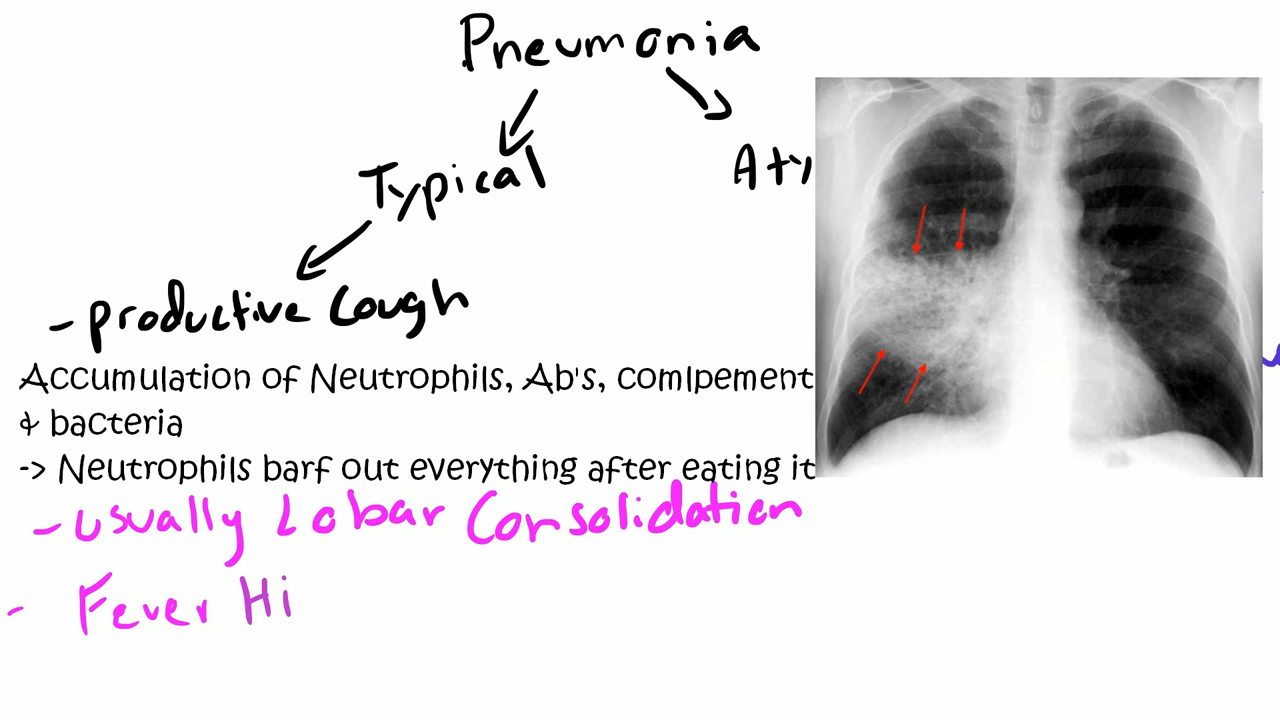 Pneumonia
Typical
Aty
- productive Cough
Accumulation of Neutrophils, Ab's, comlpement
& bacteria
-> Neutrophils barf out everything after eating it
- usually Lobar Consolidation
- Fever Hi